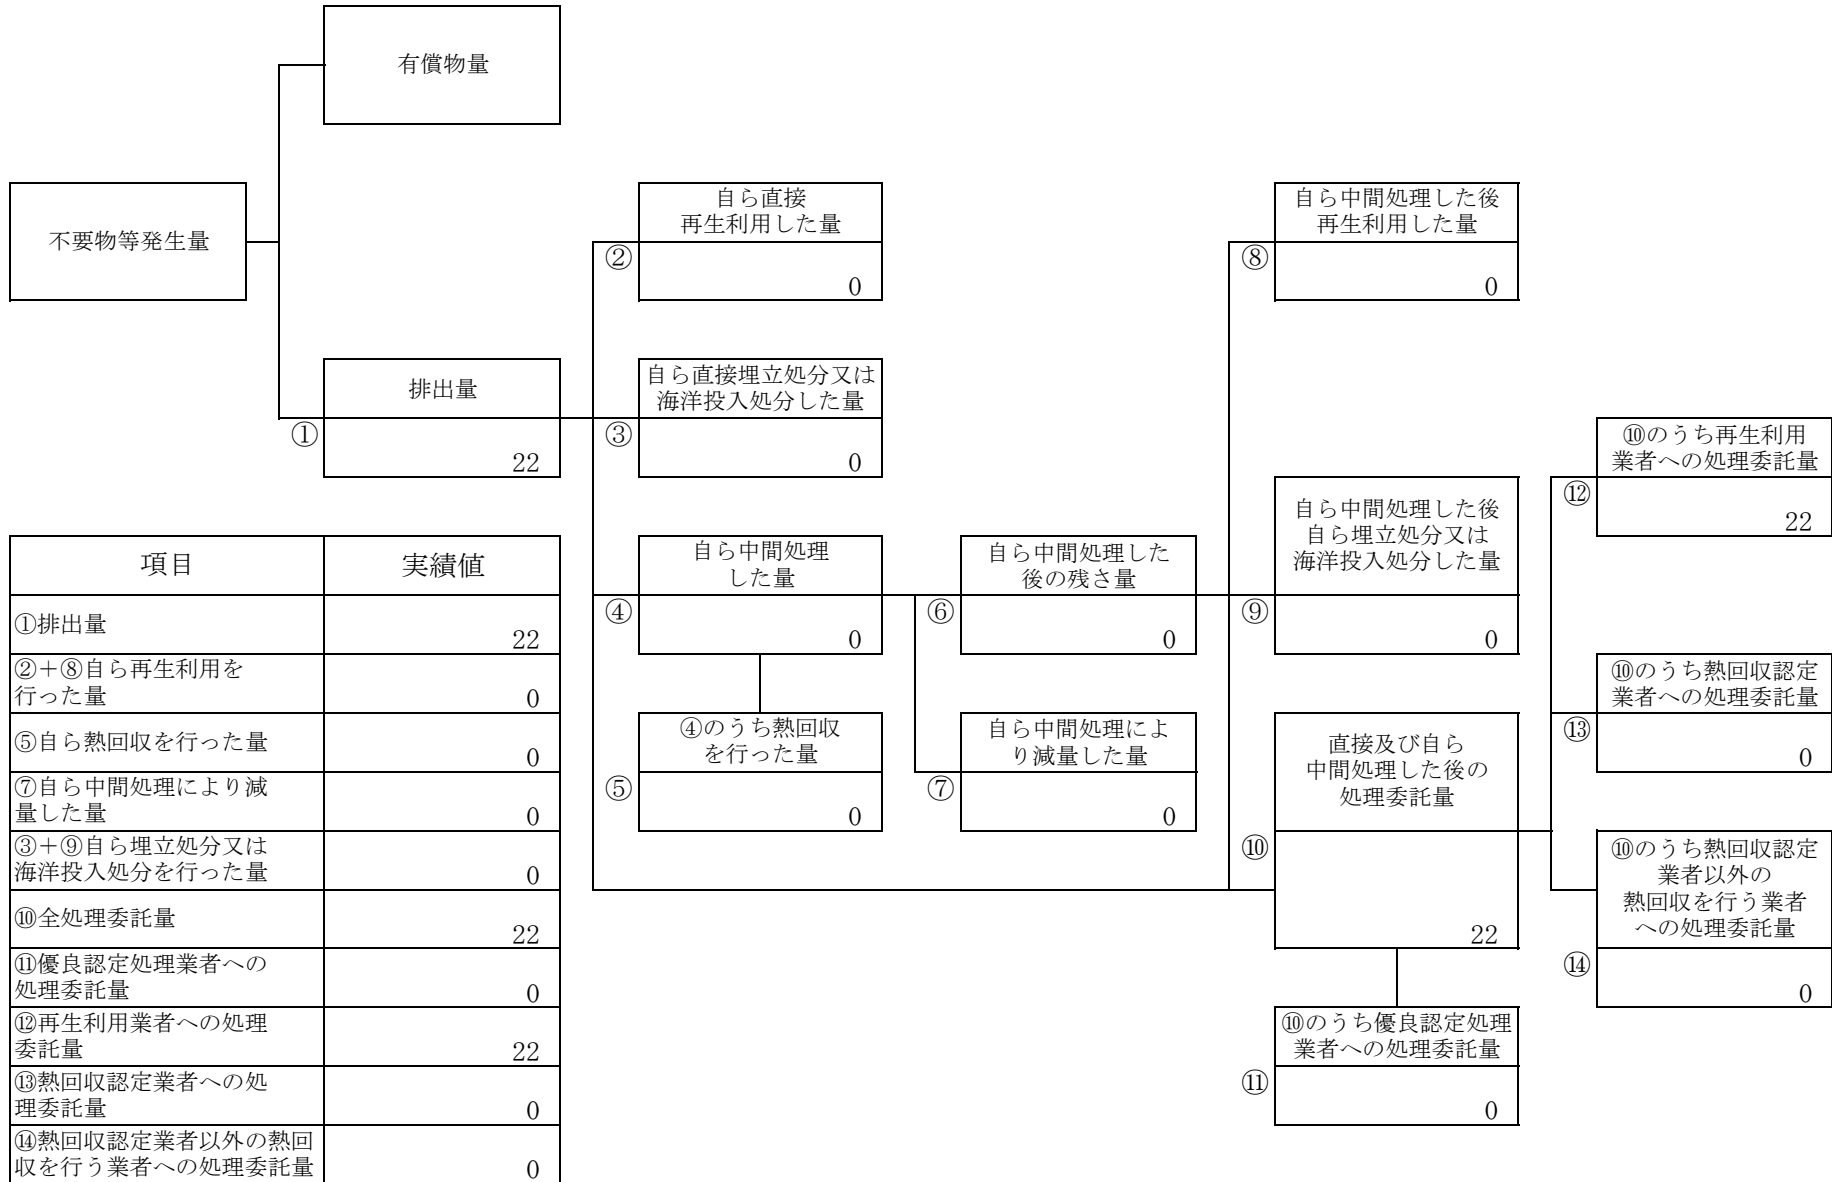 有償物量
不要物等発生量
自ら直接
再生利用した量
②
0
自ら中間処理した後
再生利用した量
⑧
0
排出量
①
22
自ら直接埋立処分又は
海洋投入処分した量
③
0
⑩のうち再生利用
業者への処理委託量
⑫
22
自ら中間処理
した量
④
0
自ら中間処理した
後の残さ量
⑥
0
自ら中間処理した後
自ら埋立処分又は
海洋投入処分した量
⑨
0
⑩のうち熱回収認定
業者への処理委託量
⑬
0
④のうち熱回収
を行った量
⑤
0
自ら中間処理によ
り減量した量
⑦
0
直接及び自ら
中間処理した後の
処理委託量
⑩
22
⑩のうち熱回収認定
業者以外の
熱回収を行う業者
への処理委託量
⑭
0
⑩のうち優良認定処理
業者への処理委託量
⑪
0
項目 実績値
①排出量 22
②＋⑧自ら再生利用を
行った量 0
⑤自ら熱回収を行った量 0
⑦自ら中間処理により減
量した量 0
③＋⑨自ら埋立処分又は
海洋投入処分を行った量 0
⑩全処理委託量 22
⑪優良認定処理業者への
処理委託量 0
⑫再生利用業者への処理
委託量 22
⑬熱回収認定業者への処
理委託量 0
⑭熱回収認定業者以外の熱回
収を行う業者への処理委託量 0